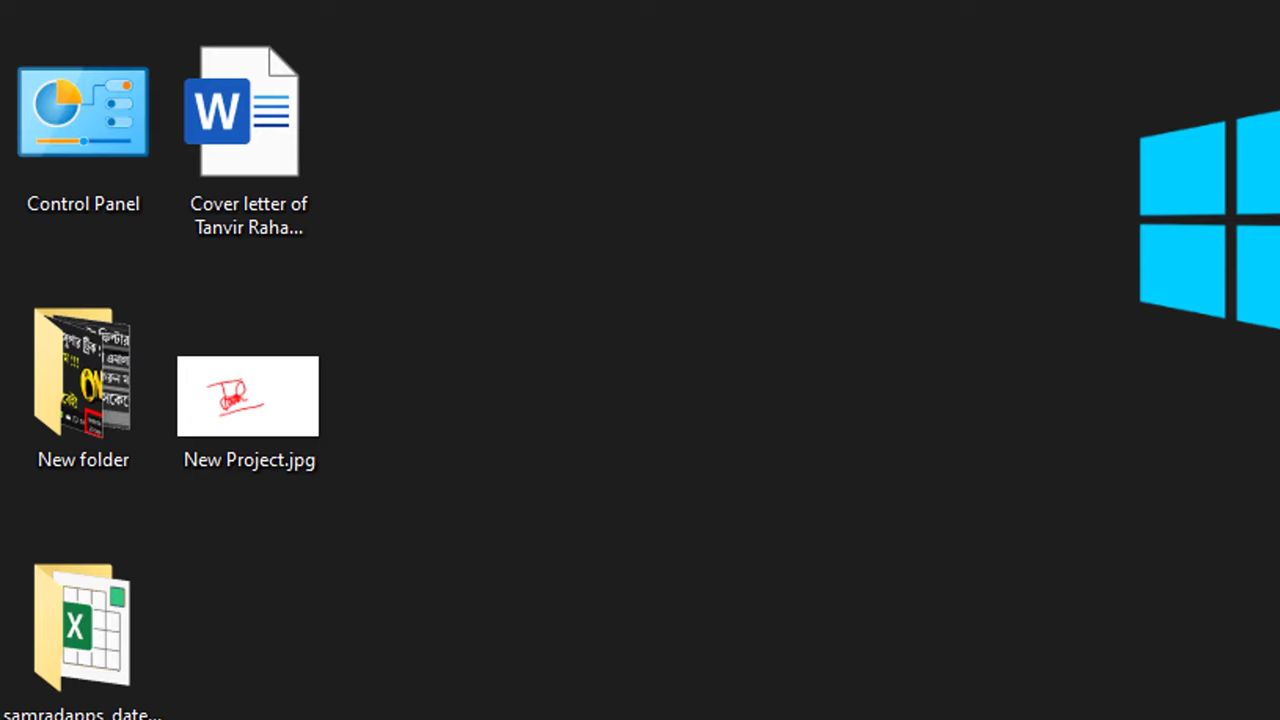 Control Panel
Cover letter of
Tanvir Raha...
New folder
New Project.jpg
samradapps_date...